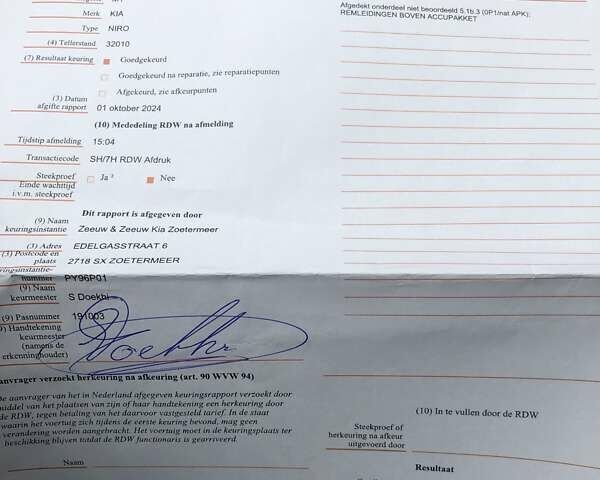 Merk KIA
Type NIRO
(4) Tellerstand 32010
(7) Resultaat keuring Goedgekeurd
Goedgekeurd na reparatie, zie reparatiepunten
Afgekeurd, zie afkeurpunten
(3) Datum
afgifte rapport 01 oktober 2024
(10) Mededeling RDW na afmelding
Tijdstip afmelding 15:04
Transactiecode SH/7H RDW Afdruk
Steekproef Ja ³ Nee
Einde wachttijd
i.v.m. steekproef
Dit rapport is afgegeven door
(9) Naam
keuringsinstantie Zeeuw & Zeeuw Kia Zoetermeer
(3) Adres EDELGASSTRAAT 6
(3) Postcode en
plaats 2718 SX ZOETERMEER
ringsinstantie-
nummer PY96P01
(9) Naam
keurmeester S Doekhi
(9) Pasnummer 191003
9) Handtekening
keurmeester
(namens de
erkenninghouder)
anvrager verzoekt herkeuring na afkeuring (art. 90 WVW 94)
De aanvrager van het in Nederland afgegeven keuringsrapport verzoekt door
middel van het plaatsen van zijn of haar handtekening een herkeuring door
de RDW, tegen betaling van het daarvoor vastgesteld tarief. In de staat
waarin het voertuig zich tijdens de eerste keuring bevond, mag geen
verandering worden aangebracht. Het voertuig moet in de keuringsplaats ter
beschikking blijven totdat de RDW functionaris is gearriveerd.
Naam
Afgedekt onderdeel niet beoordeeld 5.1b.3 (0P1/nat APK);
REMLEIDINGEN BOVEN ACCUPAKKET
(10) In te vullen door de RDW
Steekproef of
herkeuring na afkeur
uitgevoerd door
Resultaat